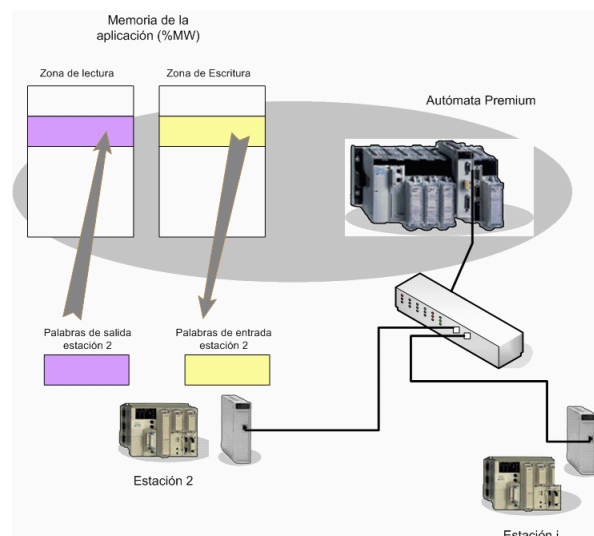 Memoria de la
aplicación (%MW)
Zona de lectura
Zona de Escritura
Autómata Premium
Palabras de salida
estación 2
Palabras de entrada
estación 2
Estación 2
Estación i